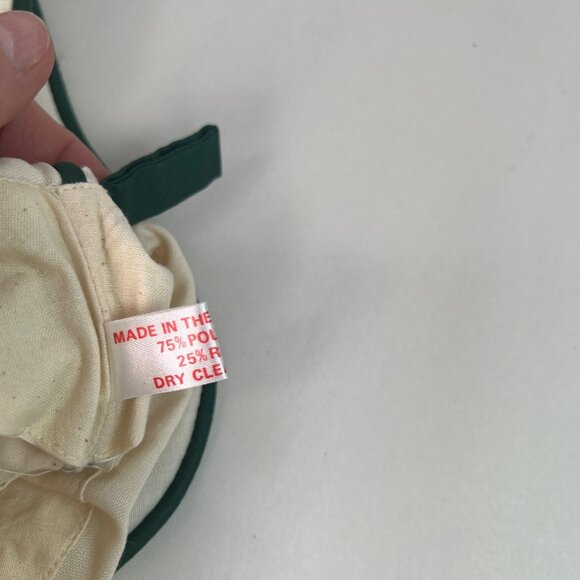 MADE IN THE
75% POL
25% R
DRY CLE